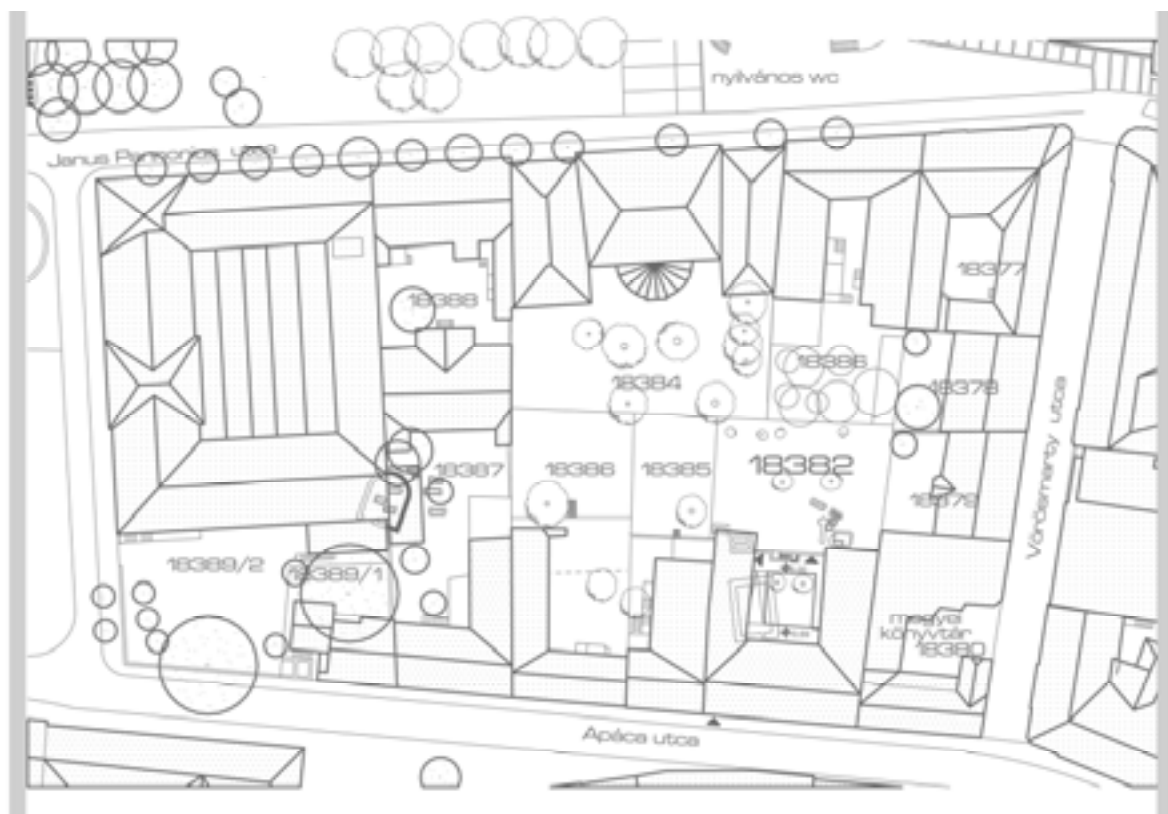 nyilvános wc
Janus Pannonius utca
18377
18388
18386
18384
18378
18387
18386
18385
18382
18379
Vörösmarty utca
18389/2
18389/1
megyei
könyvtár
18380
Apáca utca